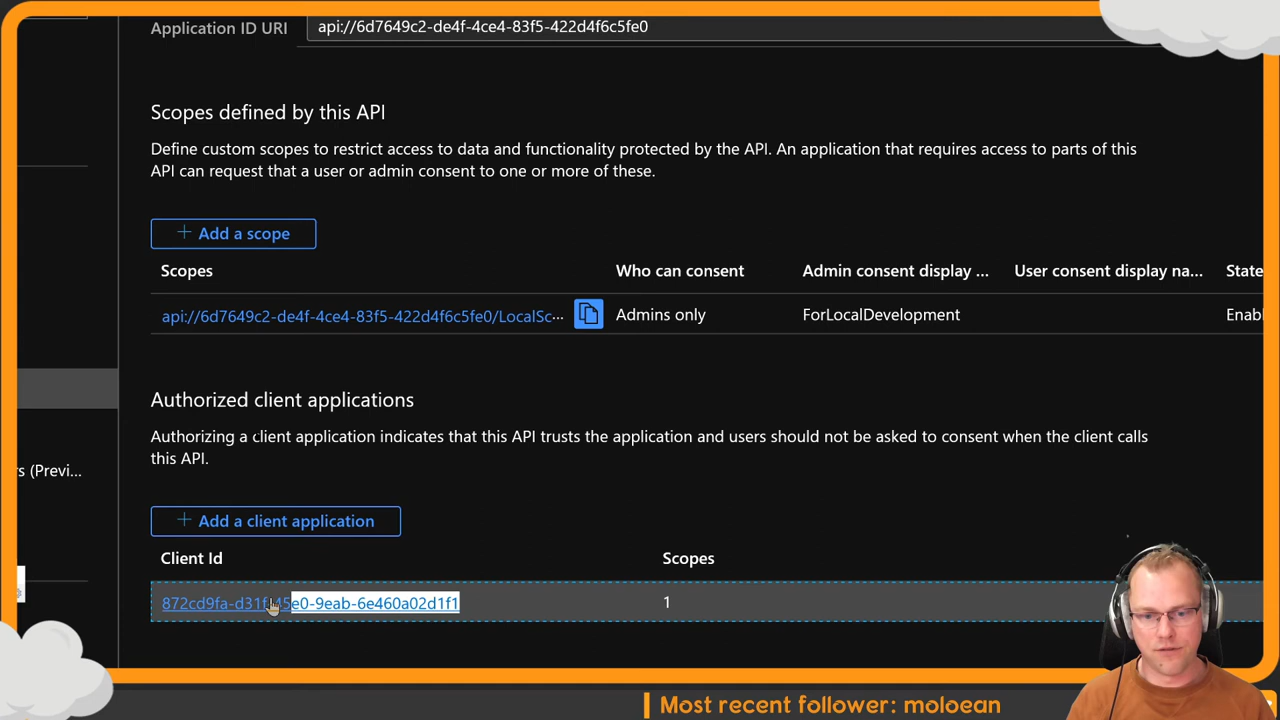 Application ID URI
api://6d7649c2-de4f-4ce4-83f5-422d4f6c5fe0
Scopes defined by this API
Define custom scopes to restrict access to data and functionality protected by the API. An application that requires access to parts of this
API can request that a user or admin consent to one or more of these.
Add a scope
Scopes
Who can consent
Admin consent display ...
User consent display na...
State
api://6d7649c2-de4f-4ce4-83f5-422d4f6c5fe0/LocalSc···
Admins only
ForLocalDevelopment
Enabl
Authorized client applications
Authorizing a client application indicates that this API trusts the application and users should not be asked to consent when the client calls
this API.
rs (Previ...
Add a client application
Client Id
Scopes
872cd9fa-d31f-45e0-9eab-6e460a02d1f1
1
Most recent follower: moloean